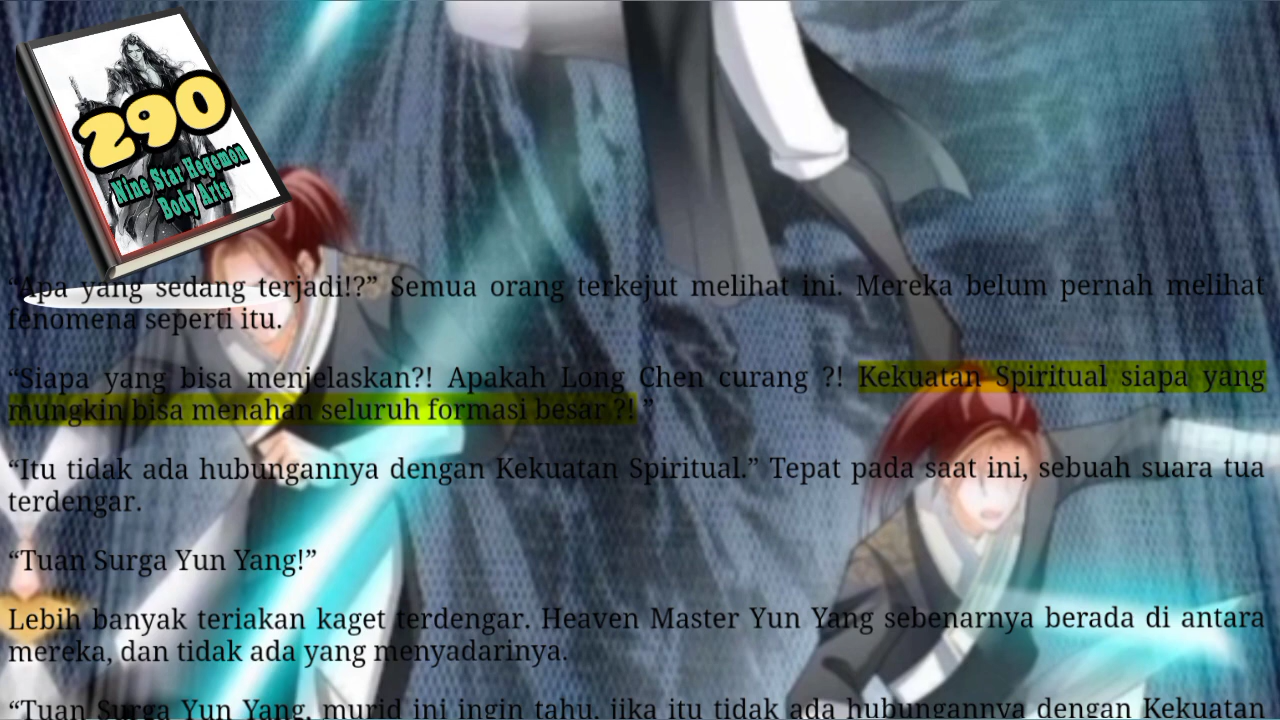 290
Nine Star Hegemon
Body Arts
“Apa yang sedang terjadi!?” Semua orang terkejut melihat ini. Mereka belum pernah melihat
fenomena seperti itu.
“Siapa yang bisa menjelaskan?! Apakah Long Chen curang ?! Kekuatan Spiritual siapa yang
mungkin bisa menahan seluruh formasi besar ?! ”
“Itu tidak ada hubungannya dengan Kekuatan Spiritual.” Tepat pada saat ini, sebuah suara tua
terdengar.
“Tuan Surga Yun Yang!”
Lebih banyak teriakan kaget terdengar. Heaven Master Yun Yang sebenarnya berada di antara
mereka, dan tidak ada yang menyadarinya.
“Tuan Surga Yun Yang, murid ini ingin tahu, jika itu tidak ada hubungannya dengan Kekuatan